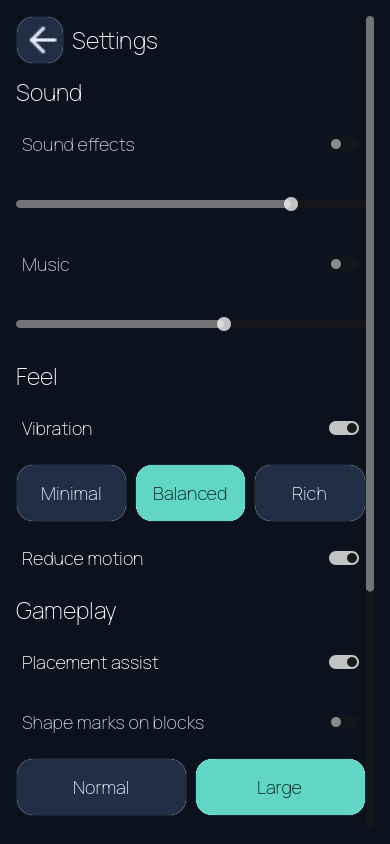 Settings
Sound
Sound effects
Music
Feel
Vibration
Minimal Balanced Rich
Reduce motion
Gameplay
Placement assist
Shape marks on blocks
Normal Large